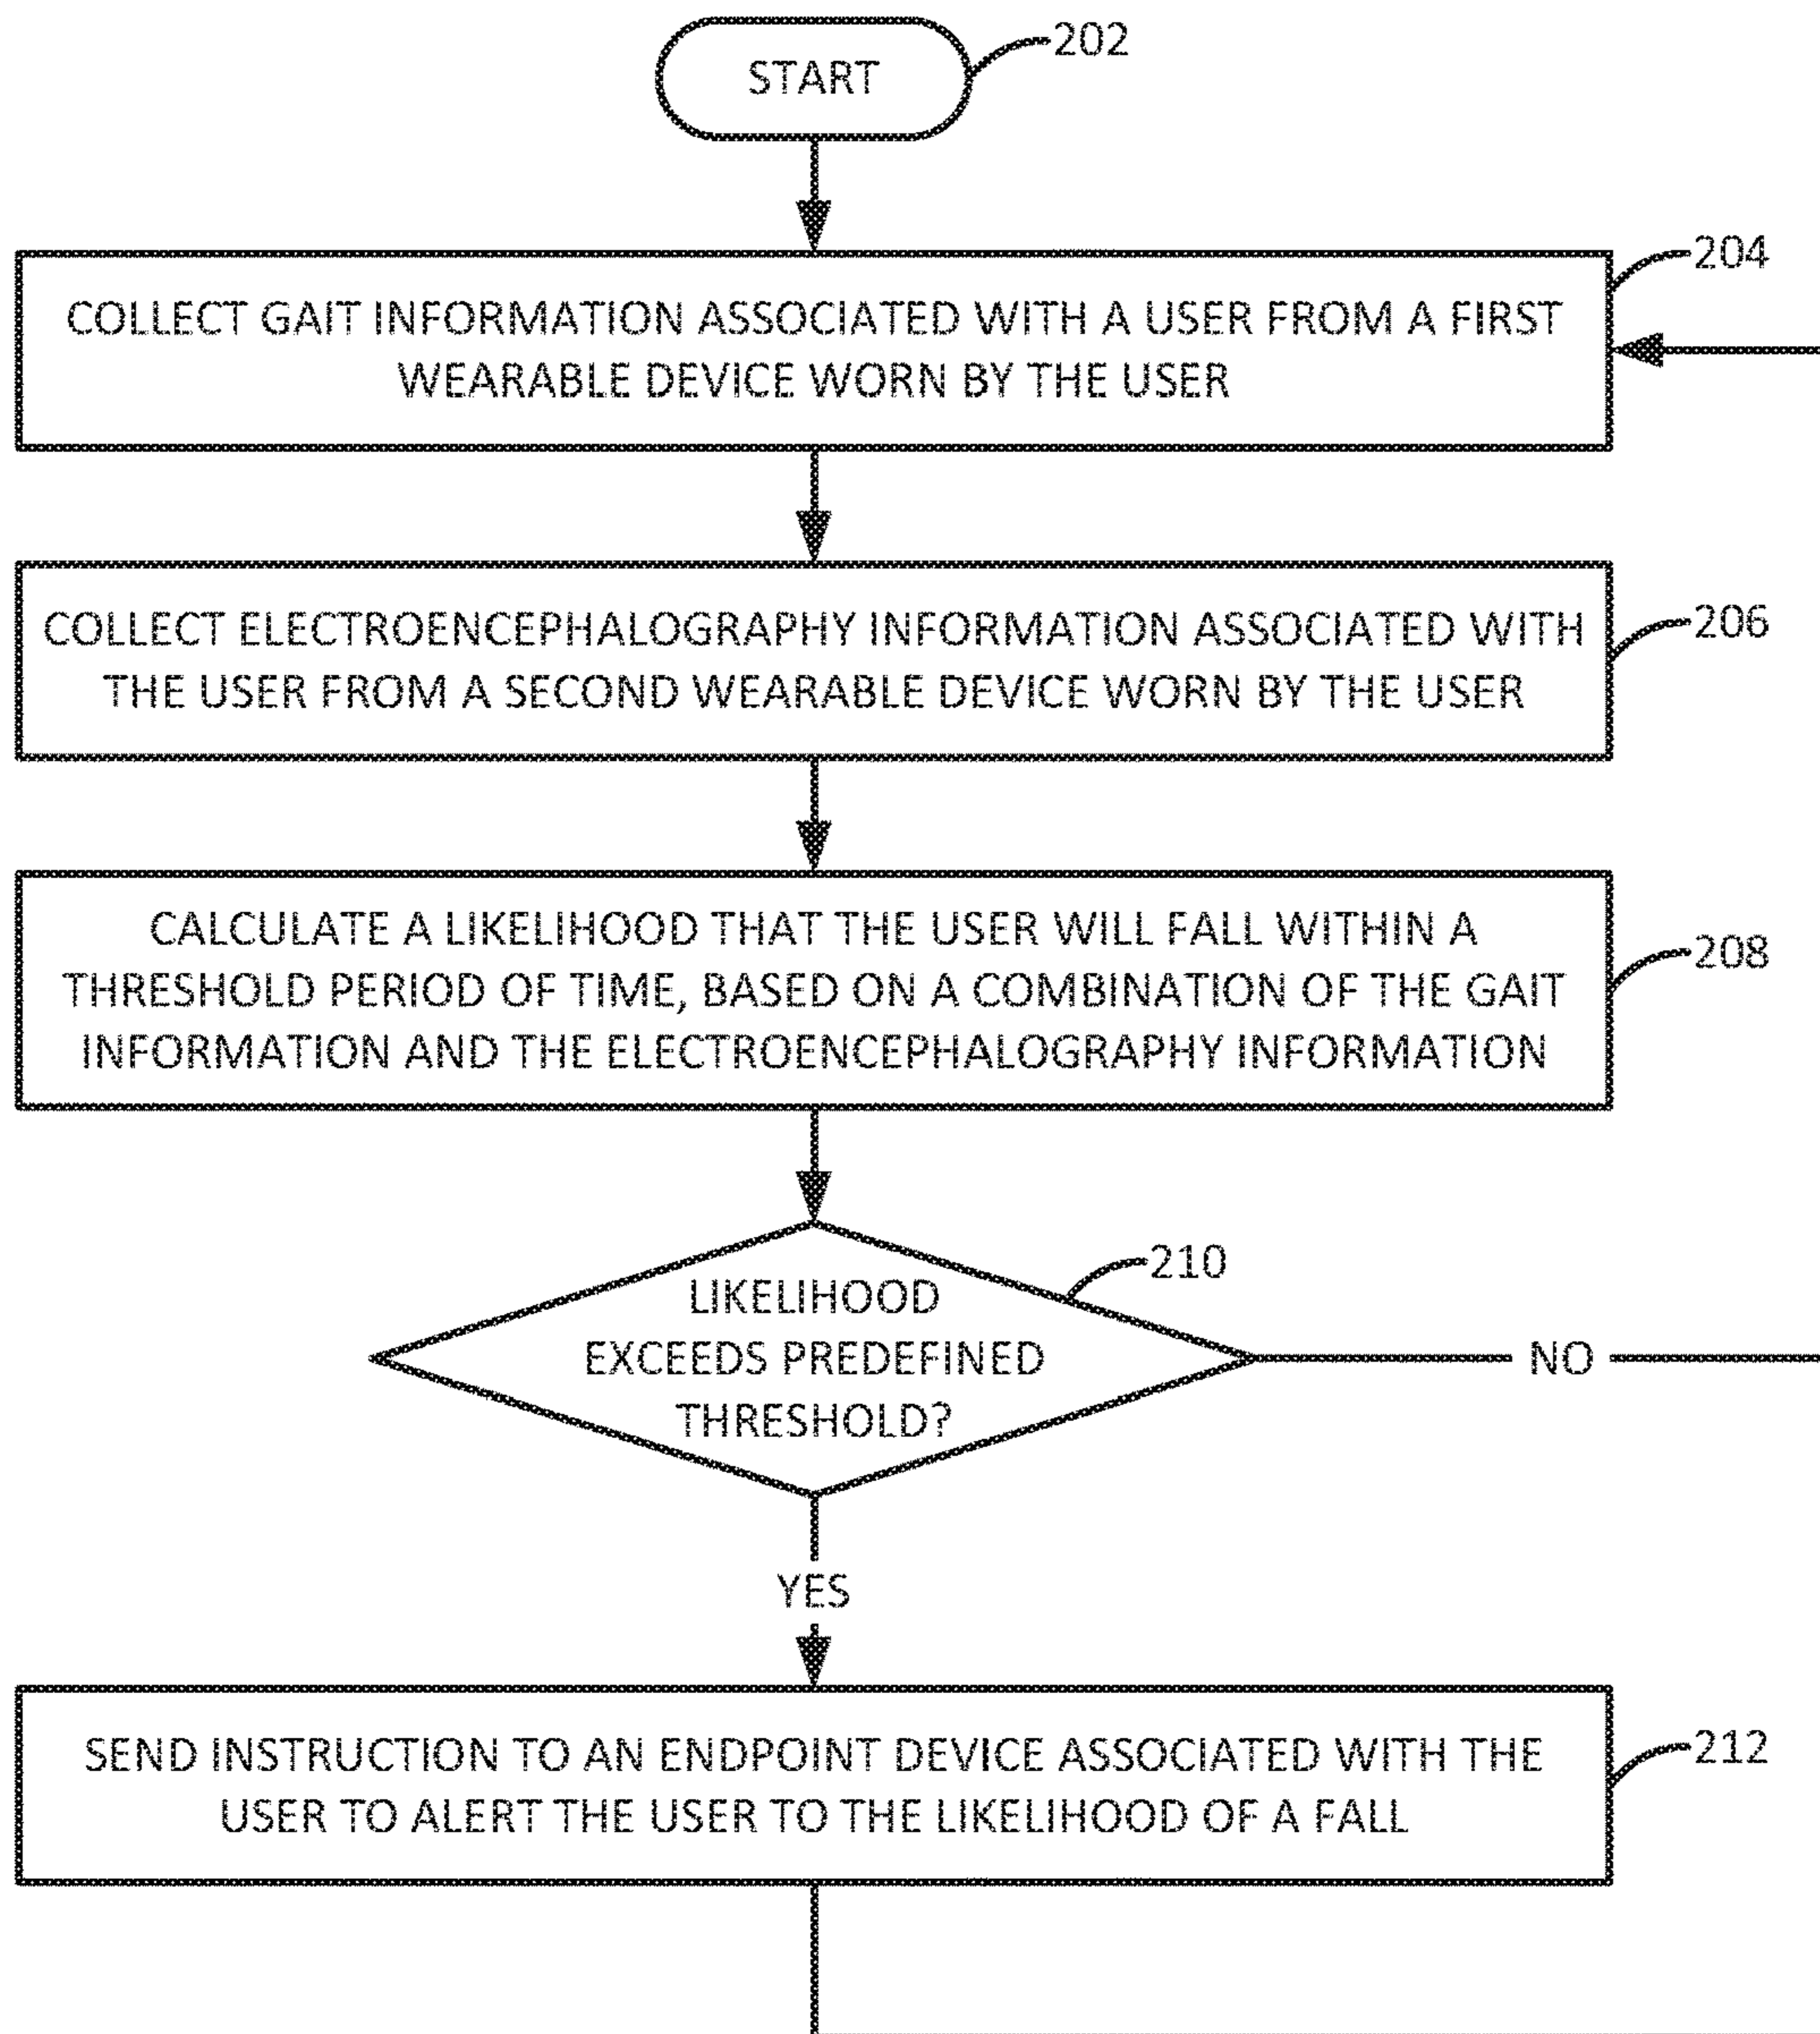 START
202
204
COLLECT GAIT INFORMATION ASSOCIATED WITH A USER FROM A FIRST
WEARABLE DEVICE WORN BY THE USER
206
COLLECT ELECTROENCEPHALOGRAPHY INFORMATION ASSOCIATED WITH
THE USER FROM A SECOND WEARABLE DEVICE WORN BY THE USER
208
CALCULATE A LIKELIHOOD THAT THE USER WILL FALL WITHIN A
THRESHOLD PERIOD OF TIME, BASED ON A COMBINATION OF THE GAIT
INFORMATION AND THE ELECTROENCEPHALOGRAPHY INFORMATION
210
LIKELIHOOD
EXCEEDS PREDEFINED
THRESHOLD?
NO
YES
212
SEND INSTRUCTION TO AN ENDPOINT DEVICE ASSOCIATED WITH THE
USER TO ALERT THE USER TO THE LIKELIHOOD OF A FALL